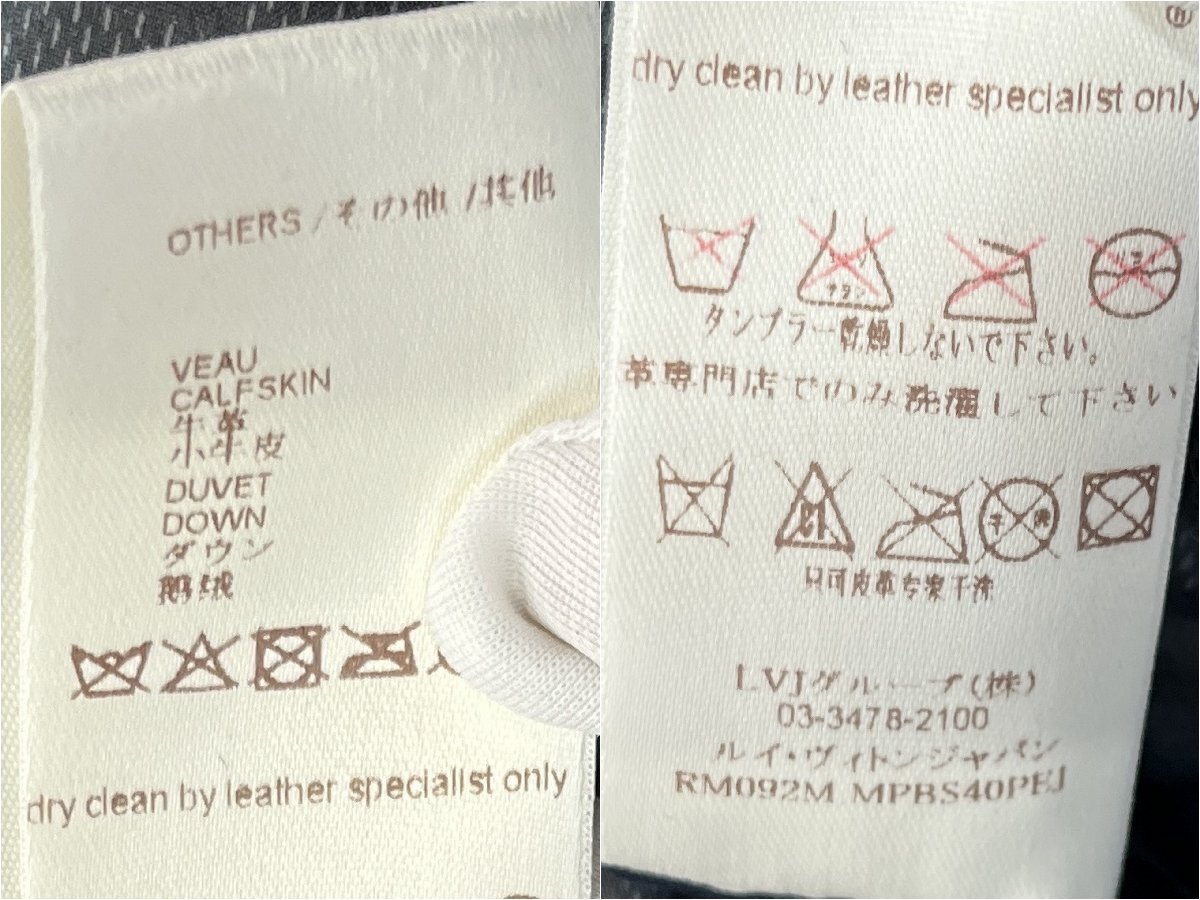 OTHERS / その他 / 其他
VEAU
CALFSKIN
牛革
小牛皮
DUVET
DOWN
ダウン
鹅绒
dry clean by leather specialist only
dry clean by leather specialist only
タンブラー乾燥しないで下さい。
革専門店でのみ洗濯して下さい
只可皮革专家干洗
LVJグループ(株)
03-3478-2100
ルイ・ヴィトンジャパン
RM092M MPBS40PEJ